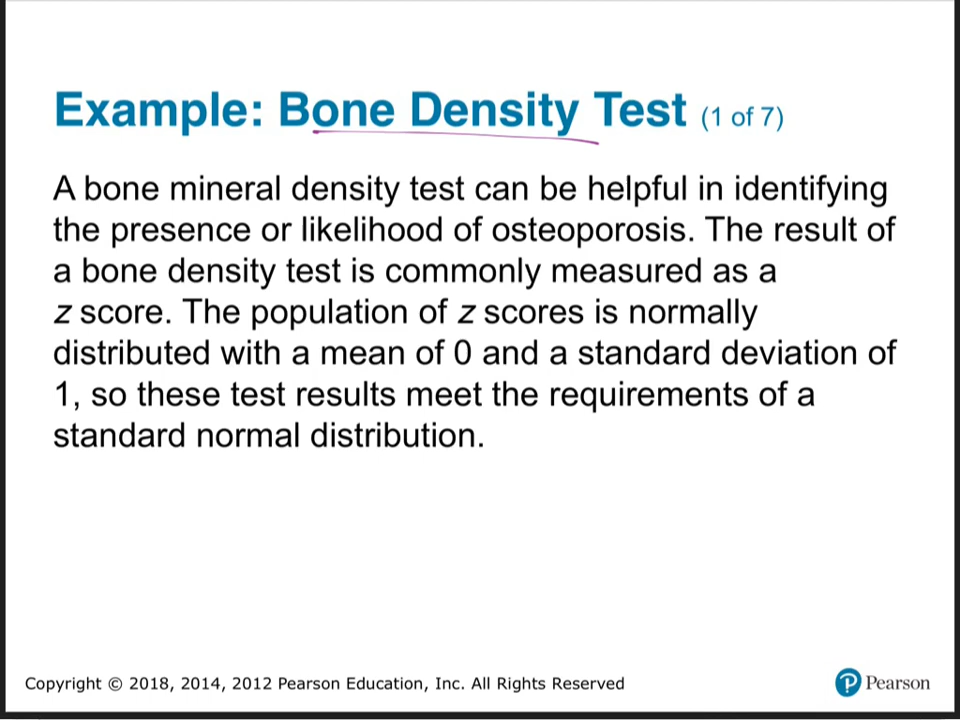 Example: Bone Density Test (1 of 7)
A bone mineral density test can be helpful in identifying
the presence or likelihood of osteoporosis. The result of
a bone density test is commonly measured as a
z score. The population of z scores is normally
distributed with a mean of 0 and a standard deviation of
1, so these test results meet the requirements of a
standard normal distribution.
Copyright © 2018, 2014, 2012 Pearson Education, Inc. All Rights Reserved
P Pearson